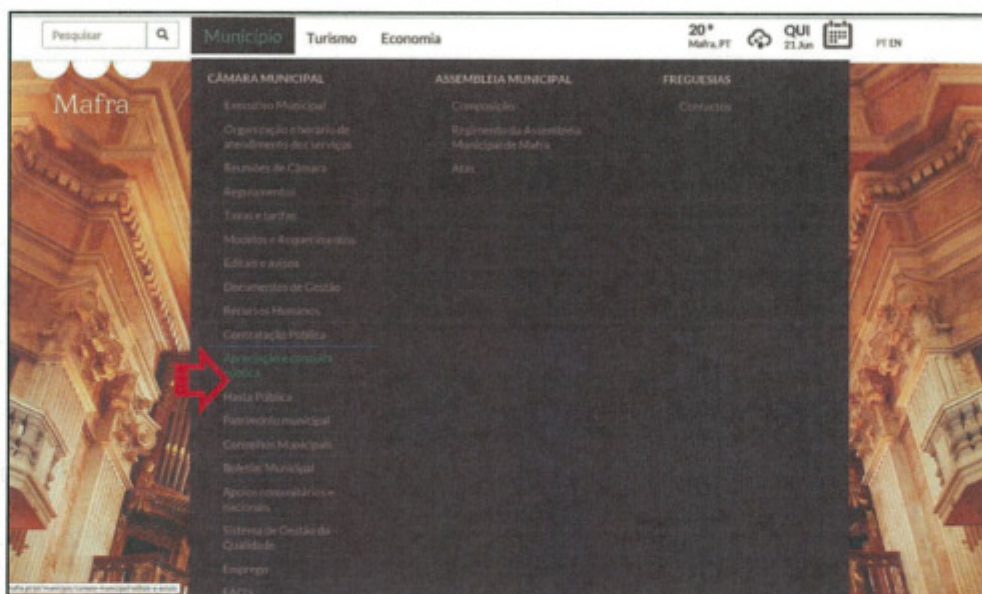 Pesquisar
Município
Turismo
Economia
20°
Mafra, PT
QUI
21 Jun
PT EN
Mafra
CÂMARA MUNICIPAL
Executivo Municipal
Organização e horário de
atendimento dos serviços
Reuniões de Câmara
Regulamentos
Taxas e tarifas
Modelos e Requerimentos
Editais e avisos
Documentos de Gestão
Recursos Humanos
Contratação Pública
Apreciação e consulta
pública
Hasta Pública
Património municipal
Conselhos Municipais
Boletim Municipal
Apoios comunitários e
nacionais
Sistema de Gestão da
Qualidade
Emprego
ASSEMBLEIA MUNICIPAL
Composição
Regimento da Assembleia
Municipal de Mafra
Atas
FREGUESIAS
Contactos